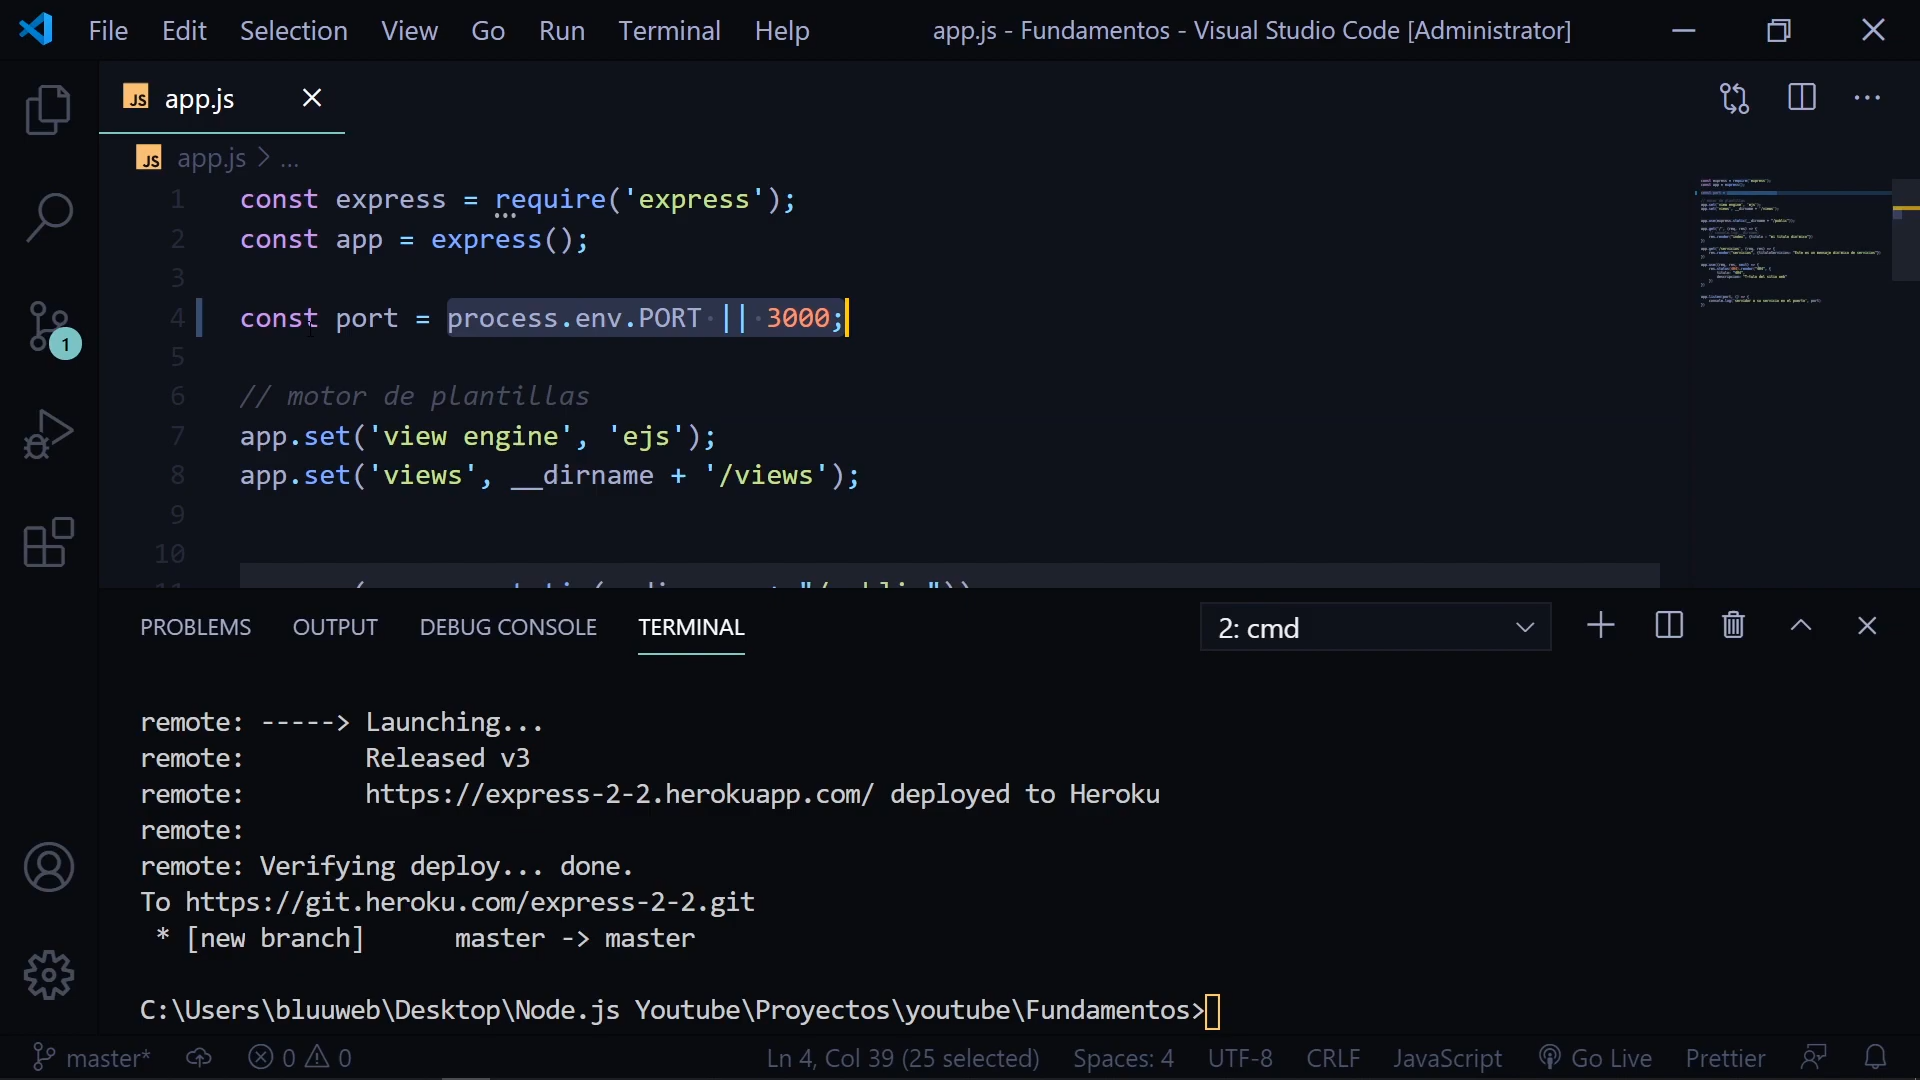 File Edit Selection View Go Run Terminal Help app.js - Fundamentos - Visual Studio Code [Administrator]
JS app.js
JS app.js > ...
1 const express = require('express');
2 const app = express();
3
4 const port = process.env.PORT || 3000;
5
6 // motor de plantillas
7 app.set('view engine', 'ejs');
8 app.set('views', __dirname + '/views');
9
10
1
PROBLEMS OUTPUT DEBUG CONSOLE TERMINAL 2: cmd
remote: -----> Launching...
remote: Released v3
remote: https://express-2-2.herokuapp.com/ deployed to Heroku
remote:
remote: Verifying deploy... done.
To https://git.heroku.com/express-2-2.git
* [new branch] master -> master
C:\Users\bluuweb\Desktop\Node.js Youtube\Proyectos\youtube\Fundamentos>
master* 0 0 Ln 4, Col 39 (25 selected) Spaces: 4 UTF-8 CRLF JavaScript Go Live Prettier